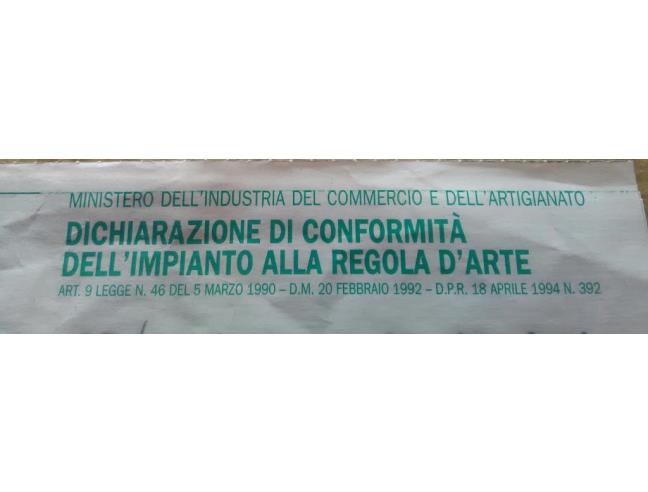 MINISTERO DELL'INDUSTRIA DEL COMMERCIO E DELL'ARTIGIANATO
DICHIARAZIONE DI CONFORMITÀ
DELL'IMPIANTO ALLA REGOLA D'ARTE
ART. 9 LEGGE N. 46 DEL 5 MARZO 1990 – D.M. 20 FEBBRAIO 1992 – D.P.R. 18 APRILE 1994 N. 392